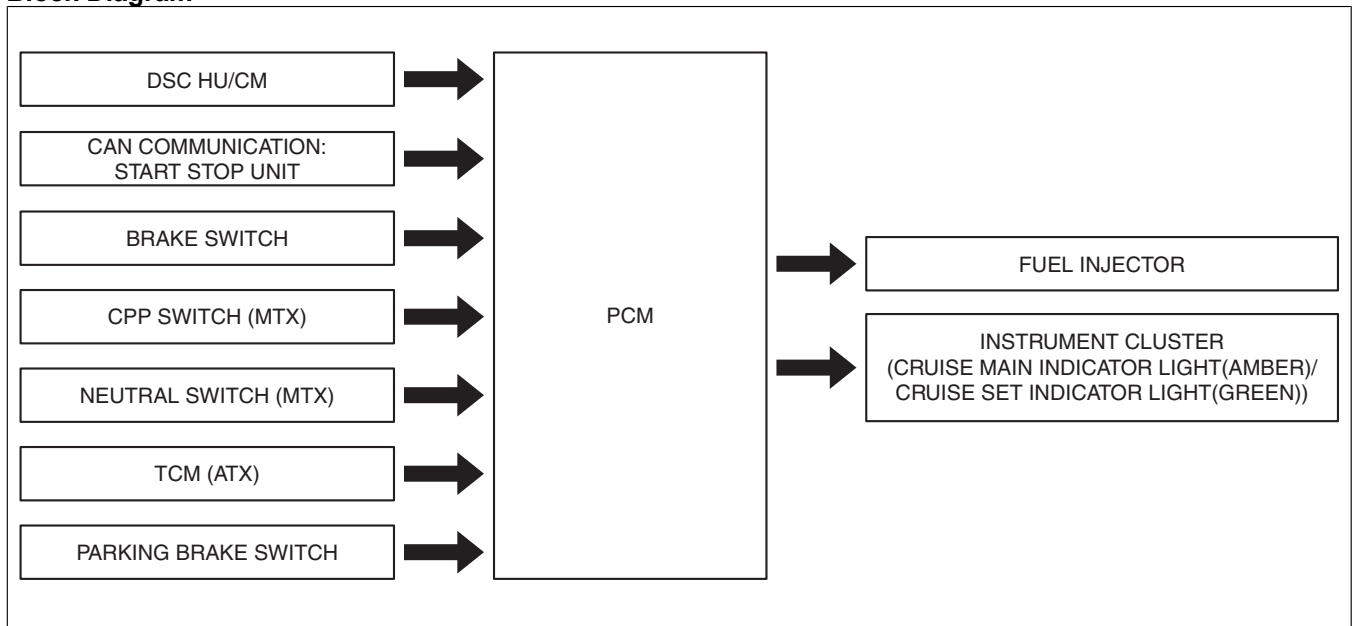 Block Diagram
DSC HU/CM
CAN COMMUNICATION:
START STOP UNIT
BRAKE SWITCH
CPP SWITCH (MTX)
NEUTRAL SWITCH (MTX)
TCM (ATX)
PARKING BRAKE SWITCH
PCM
FUEL INJECTOR
INSTRUMENT CLUSTER
(CRUISE MAIN INDICATOR LIGHT(AMBER)/
CRUISE SET INDICATOR LIGHT(GREEN))